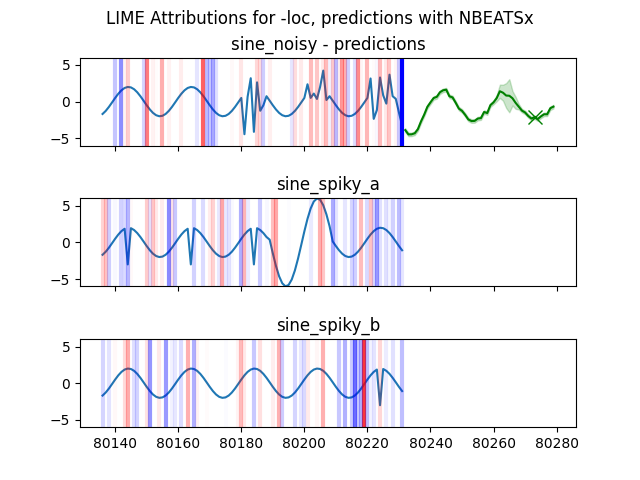 LIME Attributions for -loc, predictions with NBEATSx
sine_noisy - predictions
5
0
−5
sine_spiky_a
5
0
−5
sine_spiky_b
5
0
−5
80140 80160 80180 80200 80220 80240 80260 80280